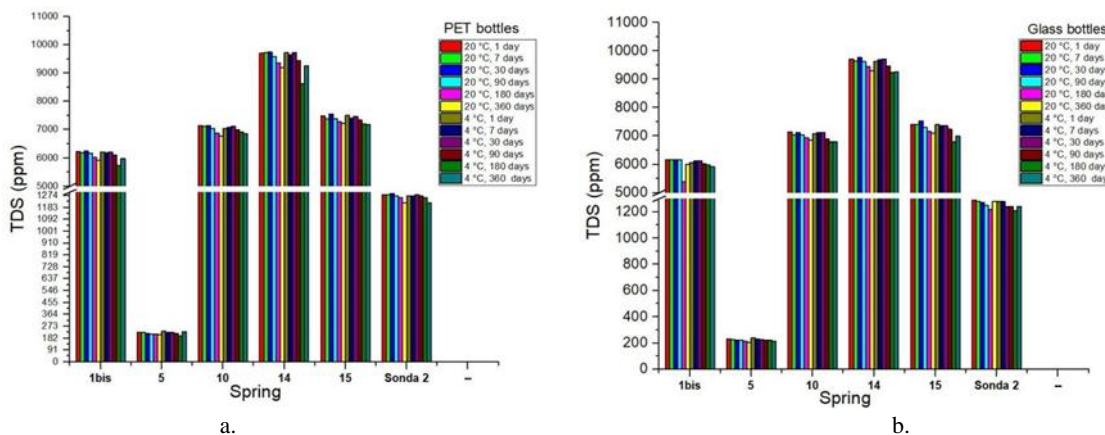 PET bottles
20 °C, 1 day
20 °C, 7 days
20 °C, 30 days
20 °C, 90 days
20 °C, 180 days
20 °C, 360 days
4 °C, 1 day
4 °C, 7 days
4 °C, 30 days
4 °C, 90 days
4 °C, 180 days
4 °C, 360 days
TDS (ppm)
11000
10000
9000
8000
7000
6000
5000
1274
1183
1092
1001
910
819
728
637
546
455
364
273
182
91
0
1bis 5 10 14 15 Sonda 2 --
Spring
a.
Glass bottles
20 °C, 1 day
20 °C, 7 days
20 °C, 30 days
20 °C, 90 days
20 °C, 180 da
20 °C, 360 da
4 °C, 1 day
4 °C, 7 days
4 °C, 30 days
4 °C, 90 days
4 °C, 180 day
4 °C, 360 day
TDS (ppm)
11000
10000
9000
8000
7000
6000
5000
1200
1000
800
600
400
200
0
1bis 5 10 14 15 Sonda 2 --
Spring
b.